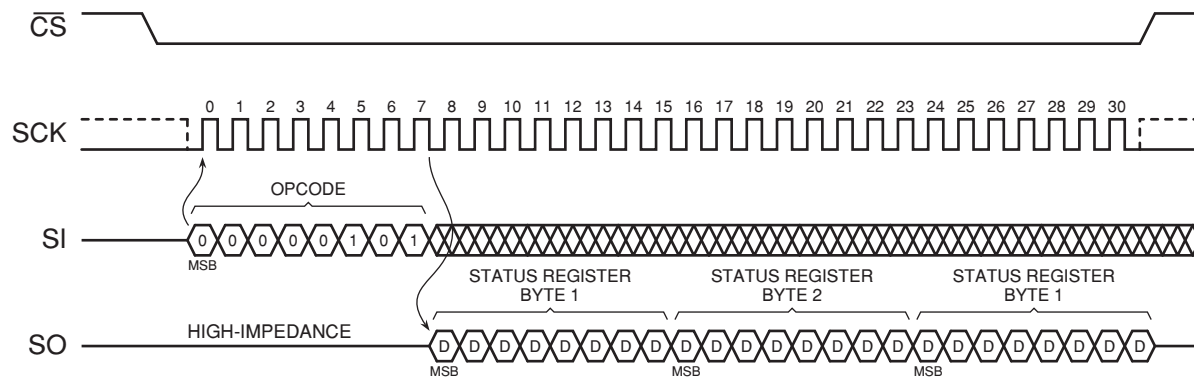 CS
0 1 2 3 4 5 6 7 8 9 10 11 12 13 14 15 16 17 18 19 20 21 22 23 24 25 26 27 28 29 30
SCK
OPCODE
SI 0 0 0 0 0 1 0 1
MSB
STATUS REGISTER BYTE 1
STATUS REGISTER BYTE 2
STATUS REGISTER BYTE 1
SO HIGH-IMPEDANCE D D D D D D D D D D D D D D D D D D D D D D D D
MSB MSB MSB